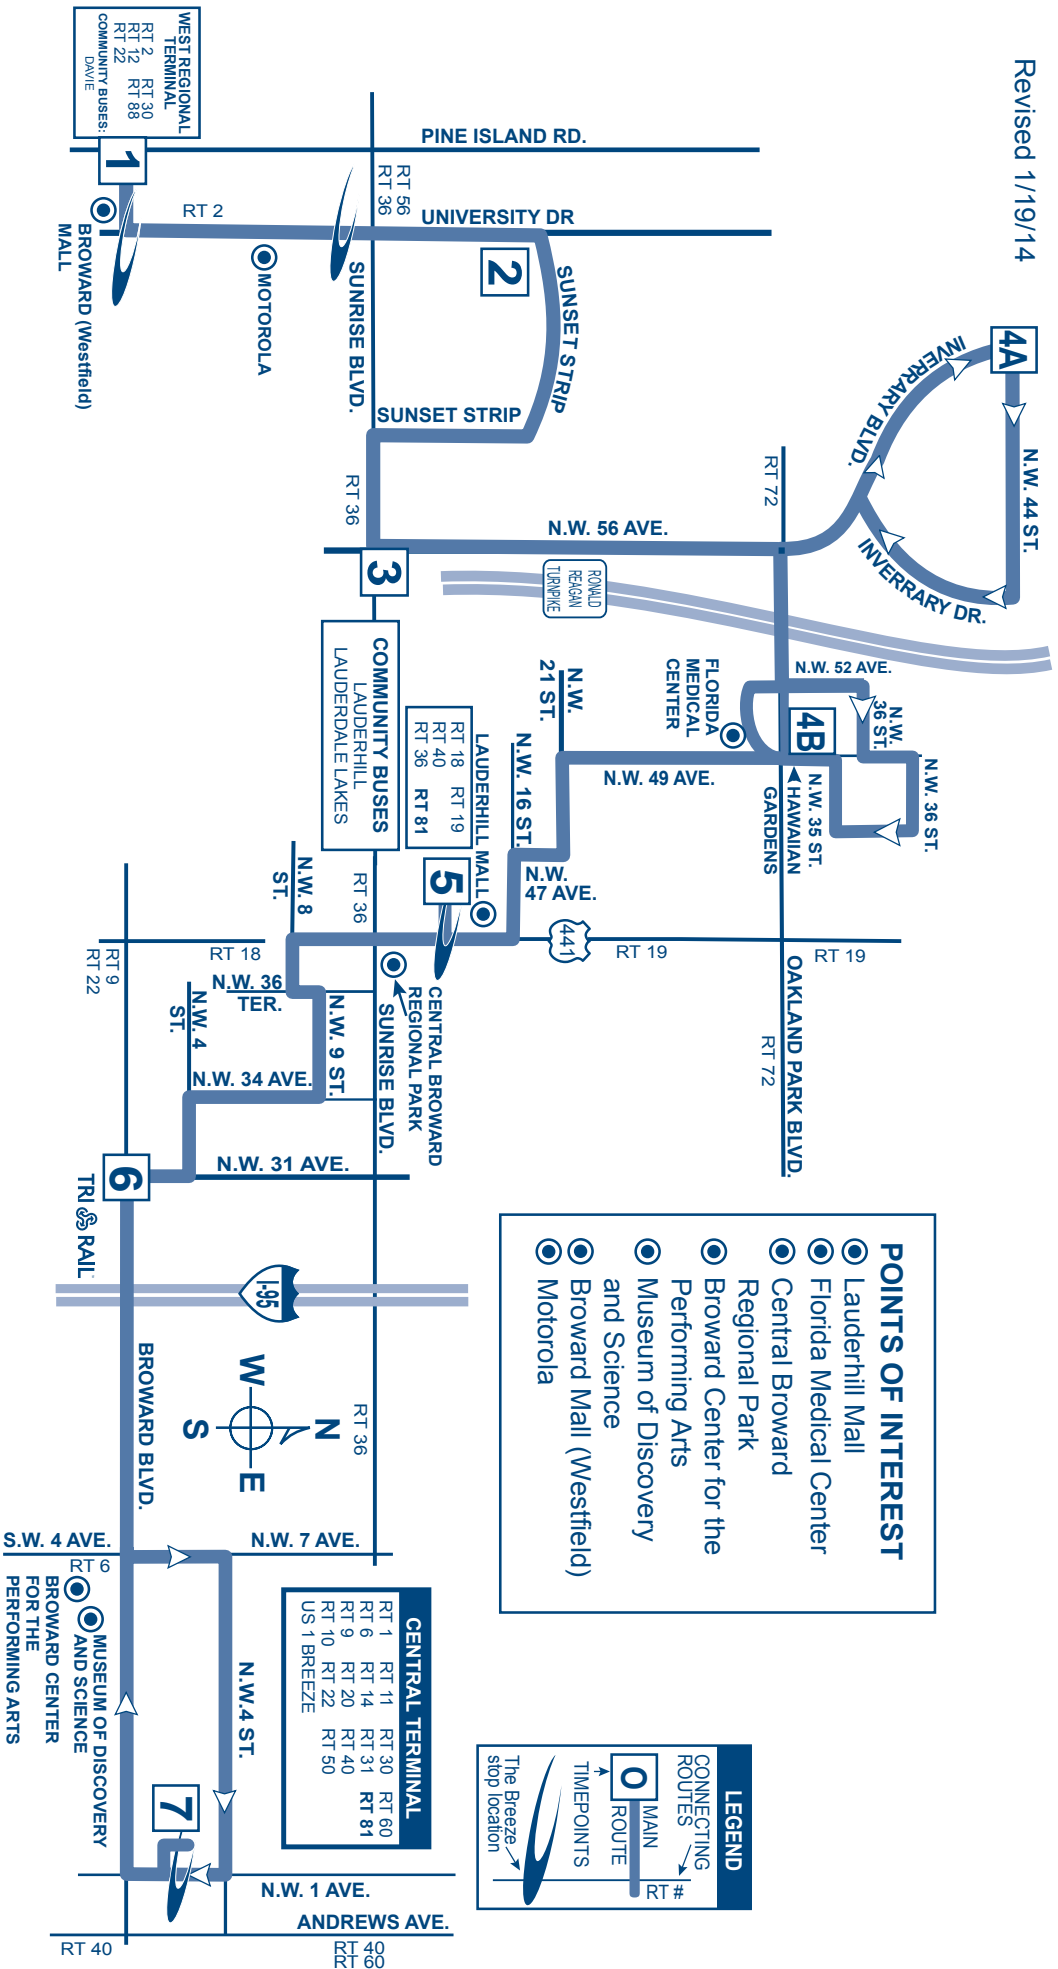 Revised 1/19/14
WEST REGIONAL
TERMINAL
RT 2 RT 30
RT 12 RT 88
RT 22
COMMUNITY BUSES:
DAVIE
1
BROWARD (Westfield)
MALL
RT 2
MOTOROLA
PINE ISLAND RD.
RT 56
RT 36
UNIVERSITY DR
SUNRISE BLVD.
2
SUNSET STRIP
SUNSET STRIP
RT 36
N.W. 56 AVE.
3
COMMUNITY BUSES
LAUDERHILL
LAUDERDALE LAKES
RONALD
REAGAN
TURNPIKE
RT 72
4A
N.W. 44 ST.
INVERRARY BLVD.
INVERRARY DR.
N.W. 52 AVE.
N.W.
36 ST.
N.W. 36 ST.
N.W. 35 ST.
4B
HAWAIIAN
GARDENS
FLORIDA
MEDICAL
CENTER
N.W. 49 AVE.
N.W.
21 ST.
N.W. 16 ST.
N.W.
47 AVE.
LAUDERHILL MALL
RT 18 RT 19
RT 40
RT 36 RT 81
5
441
RT 19
RT 19
OAKLAND PARK BLVD.
RT 72
CENTRAL BROWARD
REGIONAL PARK
RT 36
SUNRISE BLVD.
N.W. 8
ST.
RT 18
RT 9
RT 22
N.W. 36
TER.
N.W. 9 ST.
N.W. 4
ST.
N.W. 34 AVE.
N.W. 31 AVE.
6
TRI RAIL
I-95
BROWARD BLVD.
N
W E
S
RT 36
POINTS OF INTEREST
Lauderhill Mall
Florida Medical Center
Central Broward
Regional Park
Broward Center for the
Performing Arts
Museum of Discovery
and Science
Broward Mall (Westfield)
Motorola
S.W. 4 AVE.
RT 6
N.W. 7 AVE.
BROWARD CENTER
FOR THE
PERFORMING ARTS
MUSEUM OF DISCOVERY
AND SCIENCE
N.W.4 ST.
7
CENTRAL TERMINAL
RT 1 RT 11 RT 30 RT 60
RT 6 RT 14 RT 31 RT 81
RT 9 RT 20 RT 40
RT 10 RT 22 RT 50
US 1 BREEZE
N.W. 1 AVE.
ANDREWS AVE.
RT 40
RT 40
RT 60
LEGEND
CONNECTING
ROUTES
RT #
0
MAIN
ROUTE
TIMEPOINTS
The Breeze
stop location